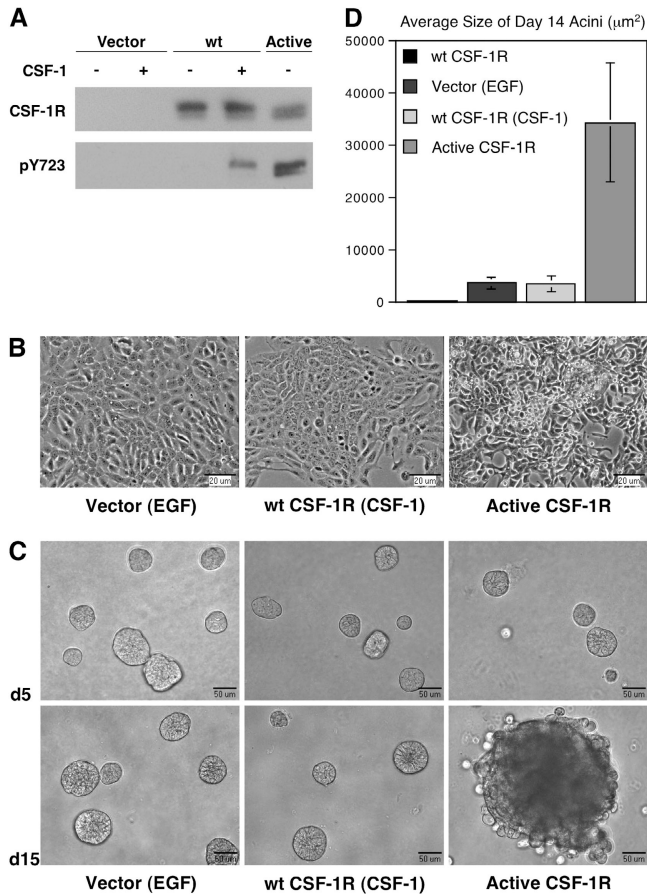 A
Vector wt Active
CSF-1 - + - + -
CSF-1R
pY723
D
Average Size of Day 14 Acini (μm²)
50000
40000
30000
20000
10000
0
wt CSF-1R
Vector (EGF)
wt CSF-1R (CSF-1)
Active CSF-1R
B
20 um
20 um
20 um
Vector (EGF) wt CSF-1R (CSF-1) Active CSF-1R
C
d5
50 um
50 um
50 um
d15
50 um
50 um
50 um
Vector (EGF) wt CSF-1R (CSF-1) Active CSF-1R